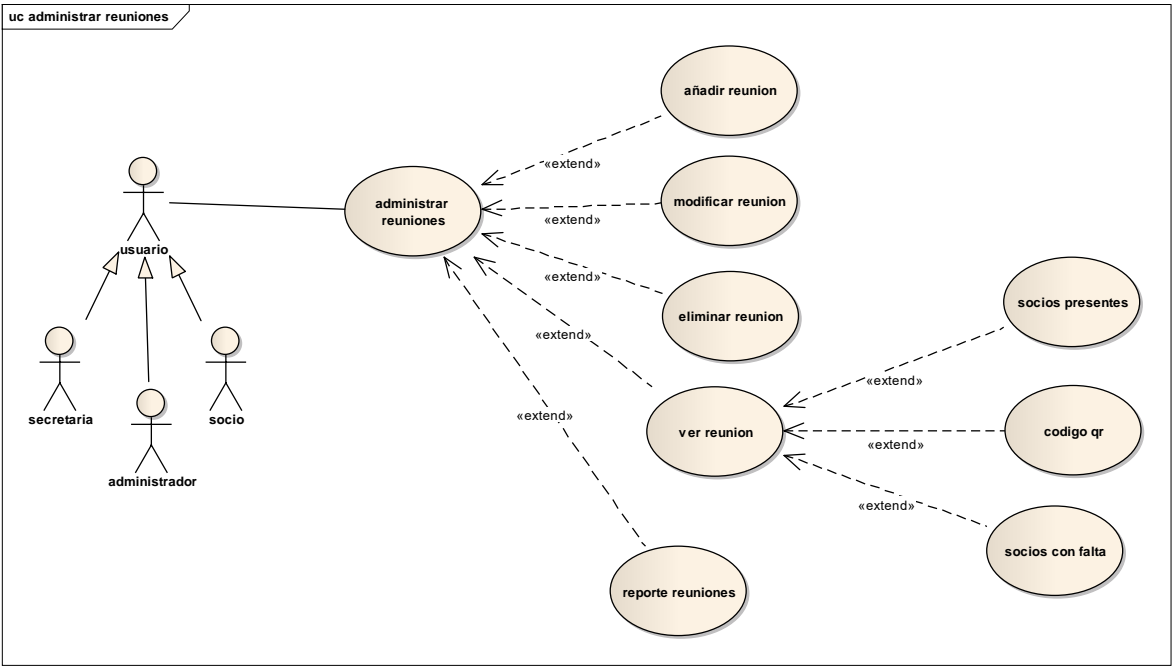 uc administrar reuniones
añadir reunion
«extend»
modificar reunion
«extend»
administrar
reuniones
usuario
«extend»
eliminar reunion
socios presentes
«extend»
«extend»
secretaria
socio
administrador
«extend»
ver reunion
«extend»
codigo qr
«extend»
socios con falta
reporte reuniones